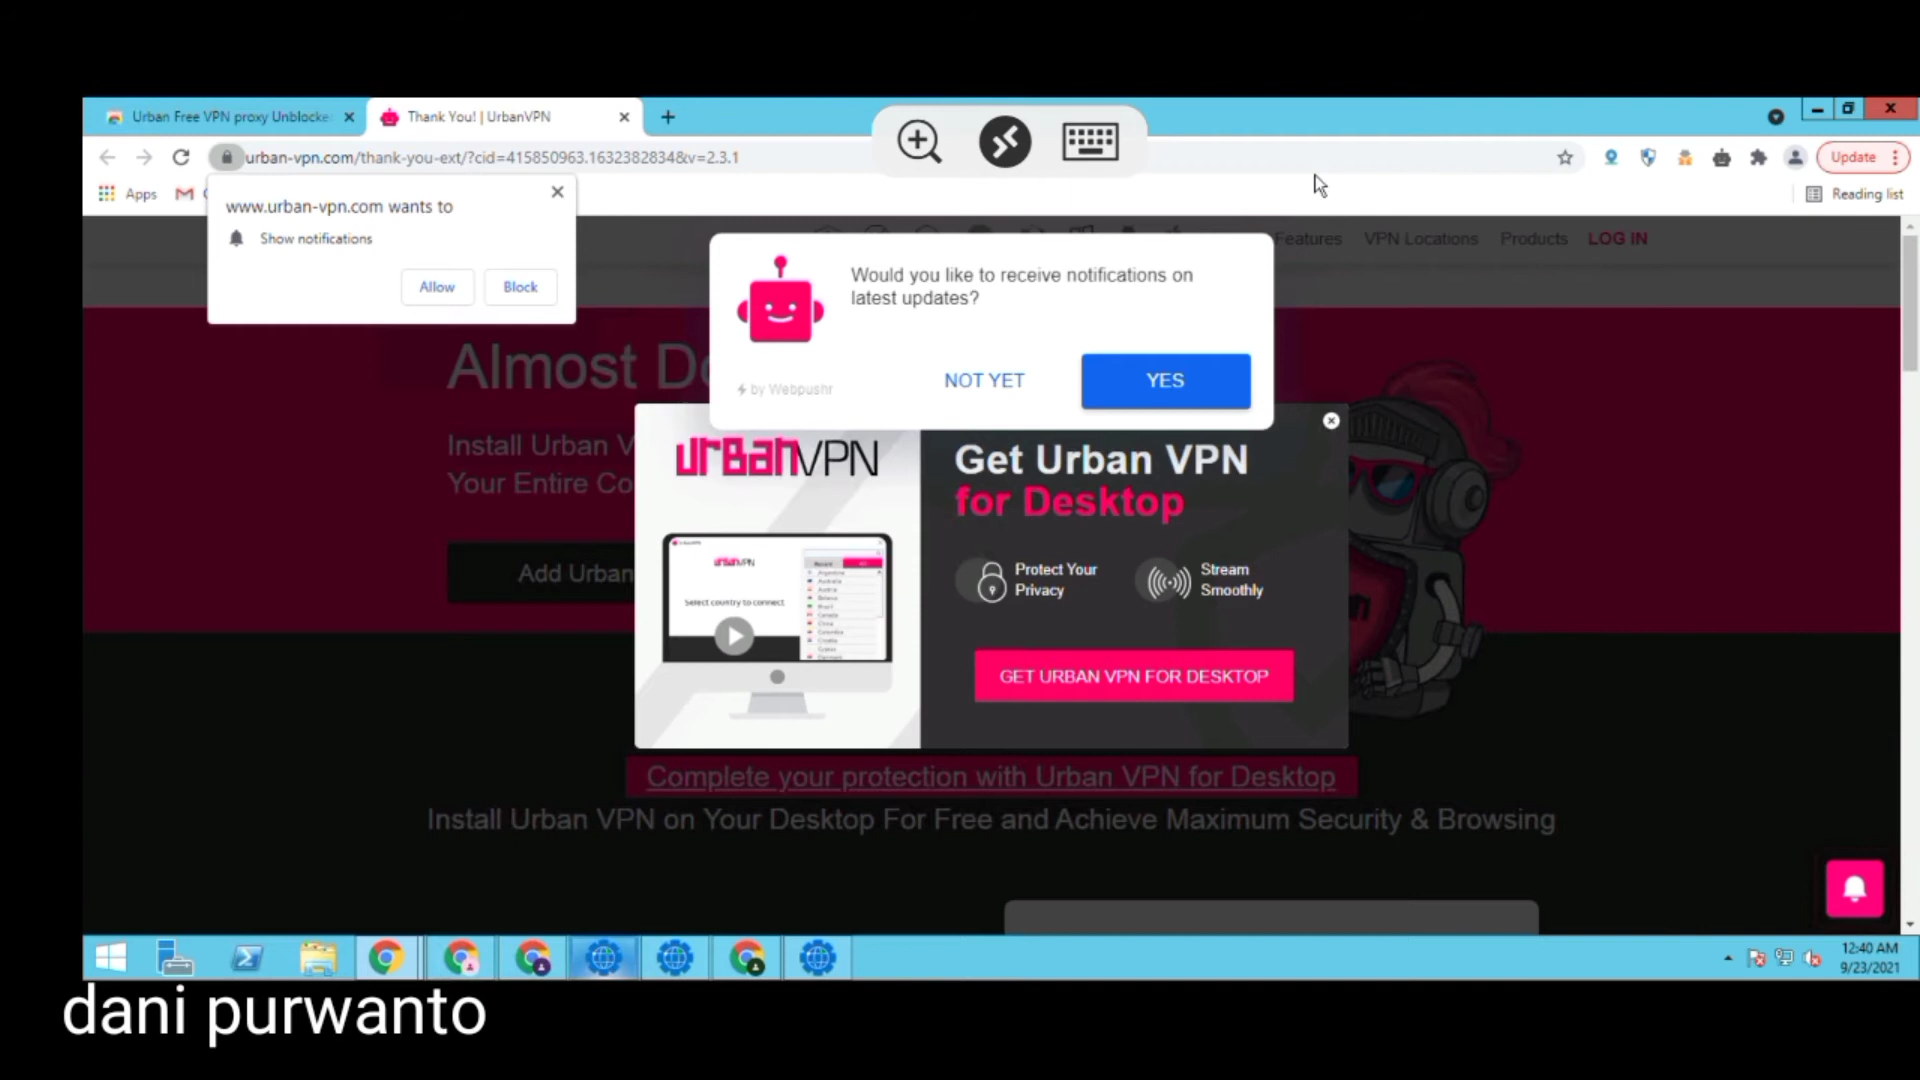 Urban Free VPN proxy Unblocke
Thank You! | UrbanVPN
urban-vpn.com/thank-you-ext/?cid=415850963.1632382834&v=2.3.1
Update
Apps
Reading list
www.urban-vpn.com wants to
Show notifications
Allow
Block
Features
VPN Locations
Products
LOG IN
Would you like to receive notifications on
latest updates?
by Webpushr
NOT YET
YES
Almost Do
Install Urban V
Your Entire Co
Add Urban
urbanVPN
Select country to connect
Get Urban VPN
for Desktop
Protect Your
Privacy
Stream
Smoothly
GET URBAN VPN FOR DESKTOP
Complete your protection with Urban VPN for Desktop
Install Urban VPN on Your Desktop For Free and Achieve Maximum Security & Browsing
12:40 AM
9/23/2021
dani purwanto